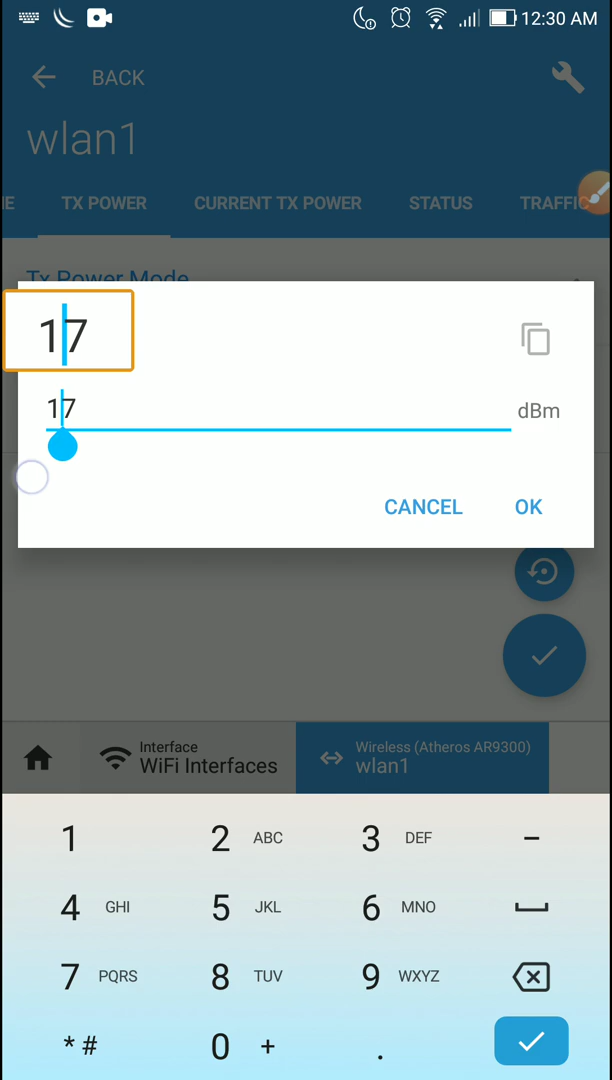 12:30 AM
BACK
wlan1
E TX POWER CURRENT TX POWER STATUS TRAFFIC
Tx Power Mode
17
17 dBm
CANCEL OK
Interface
WiFi Interfaces
Wireless (Atheros AR9300)
wlan1
1 2 ABC 3 DEF -
4 GHI 5 JKL 6 MNO
7 PQRS 8 TUV 9 WXYZ
* # 0 + .